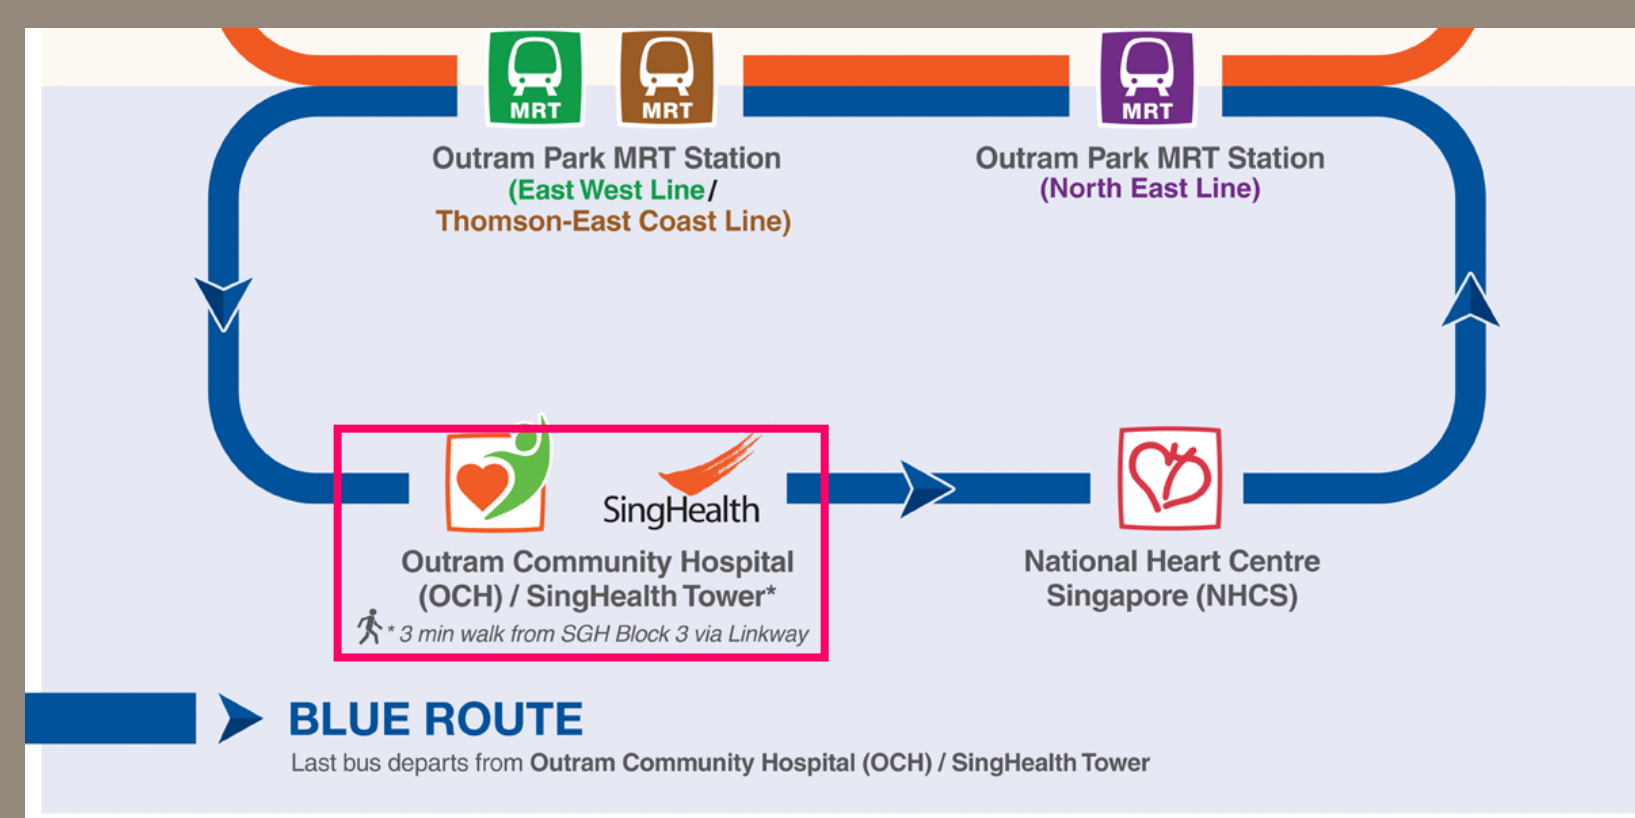 MRT MRT MRT
Outram Park MRT Station
(East West Line/
Thomson-East Coast Line)
Outram Park MRT Station
(North East Line)
SingHealth
Outram Community Hospital
(OCH) / SingHealth Tower*
* 3 min walk from SGH Block 3 via Linkway
National Heart Centre
Singapore (NHCS)
BLUE ROUTE
Last bus departs from Outram Community Hospital (OCH) / SingHealth Tower